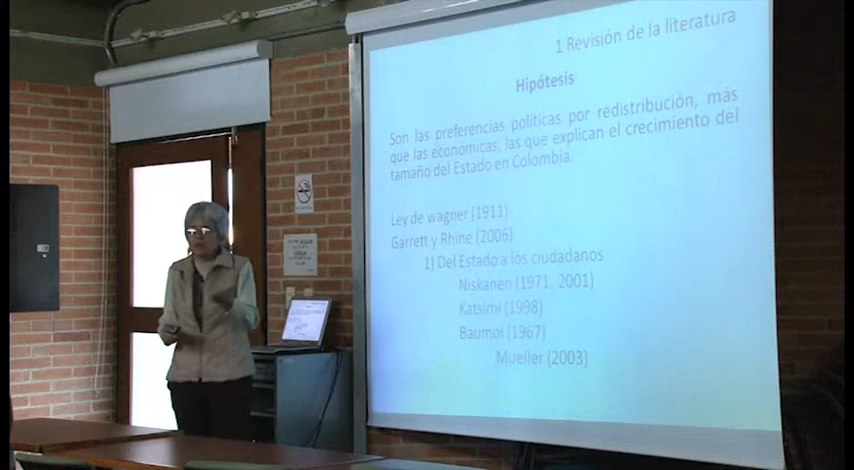 1 Revisión de la literatura
Hipótesis
Son las preferencias políticas por redistribución, más
que las económicas, las que explican el crecimiento del
tamaño del Estado en Colombia.
Ley de Wagner (1911)
Garrett y Rhine (2006)
1) Del Estado a los ciudadanos
Niskanen (1971, 2001)
Katsimi (1998)
Baumol (1967)
Mueller (2003)